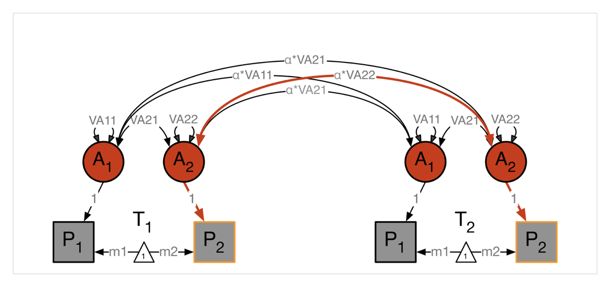 α*VA21
α*VA11 α*VA22
α*VA21
VA11 VA21 VA22 VA11 VA21 VA22
A1 A2 A1 A2
1 1 1 1
T1 T2
P1 m1 1 m2 P2 P1 m1 1 m2 P2